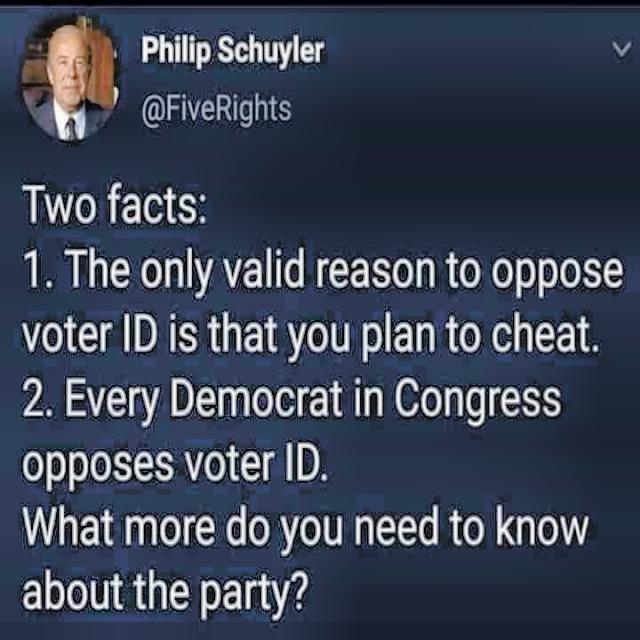 Philip Schuyler
@FiveRights
Two facts:
1. The only valid reason to oppose
voter ID is that you plan to cheat.
2. Every Democrat in Congress
opposes voter ID.
What more do you need to know
about the party?